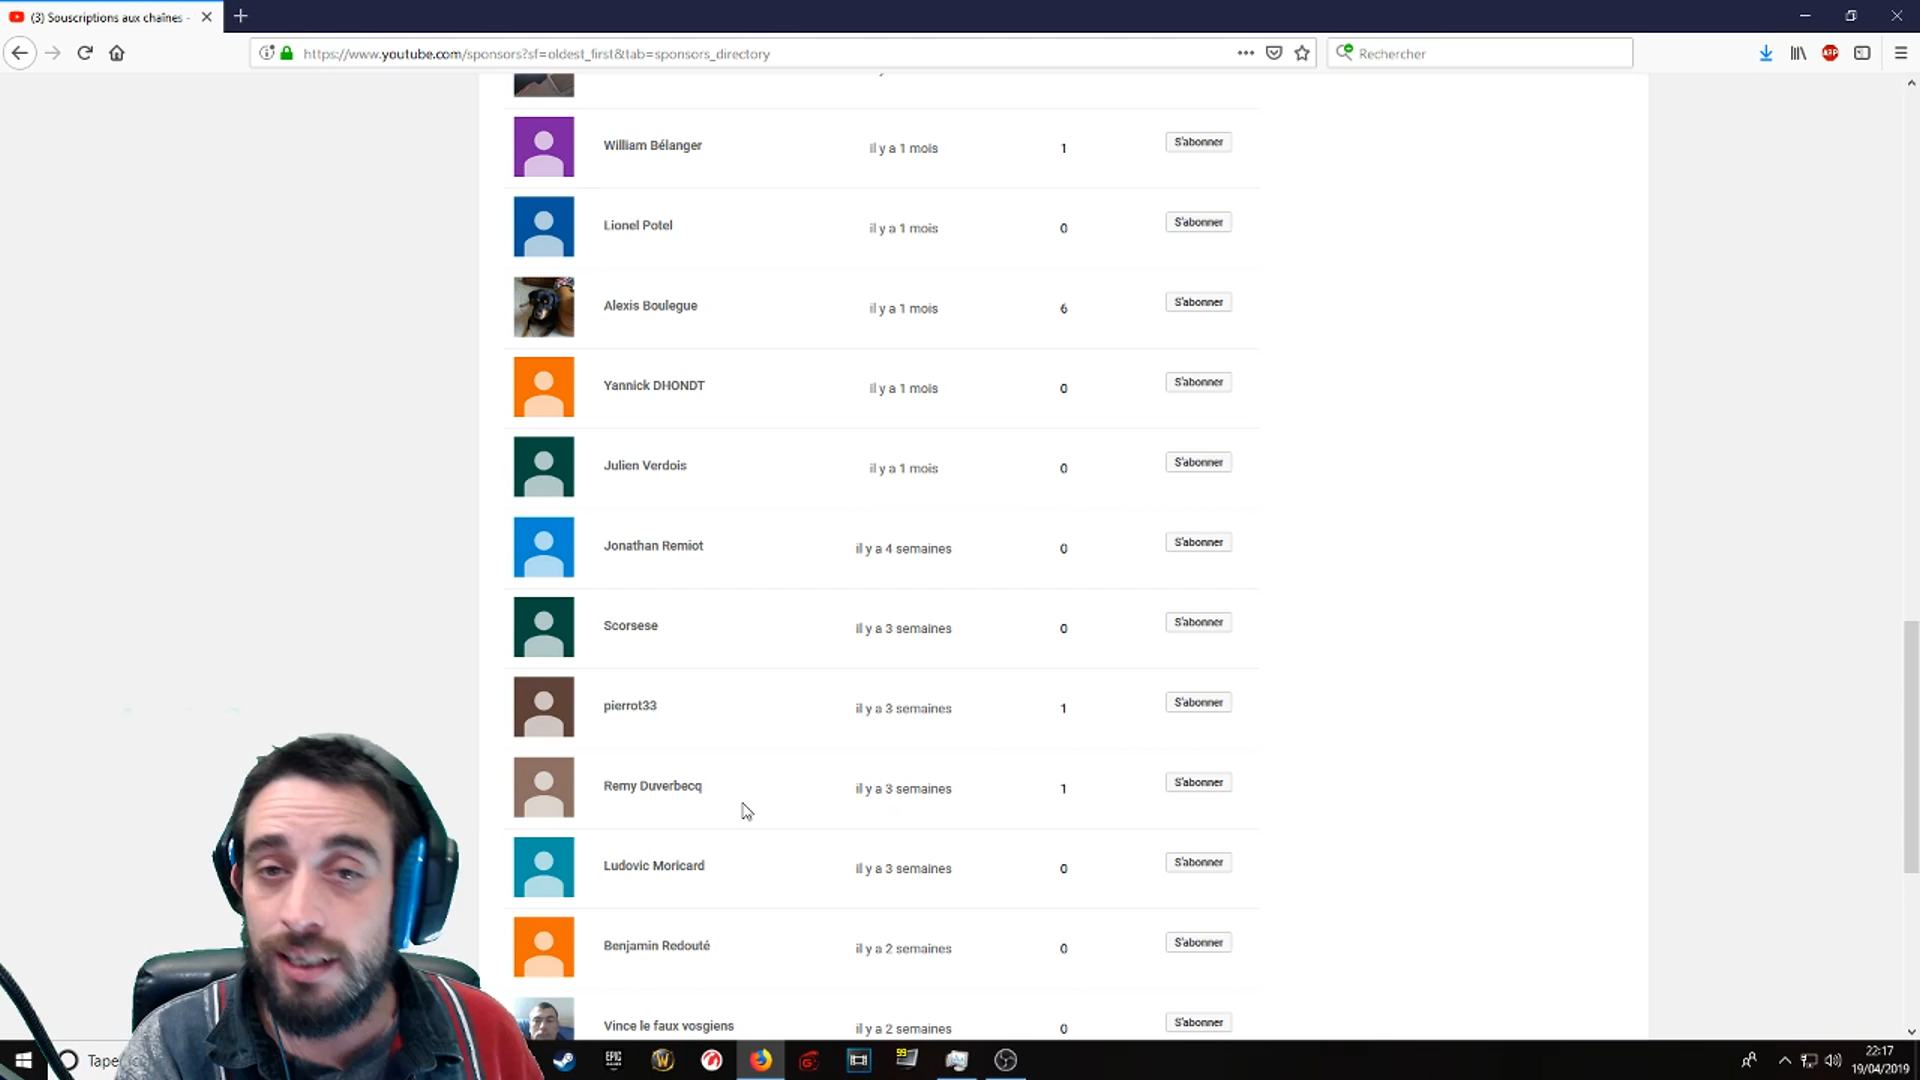 (3) Souscriptions aux chaînes -
https://www.youtube.com/sponsors?sf=oldest_first&tab=sponsors_directory
Rechercher
William Bélanger il y a 1 mois 1 S'abonner
Lionel Potel il y a 1 mois 0 S'abonner
Alexis Boulegue il y a 1 mois 6 S'abonner
Yannick DHONDT il y a 1 mois 0 S'abonner
Julien Verdois il y a 1 mois 0 S'abonner
Jonathan Remiot il y a 4 semaines 0 S'abonner
Scorsese il y a 3 semaines 0 S'abonner
pierrot33 il y a 3 semaines 1 S'abonner
Remy Duverbecq il y a 3 semaines 1 S'abonner
Ludovic Moricard il y a 3 semaines 0 S'abonner
Benjamin Redouté il y a 2 semaines 0 S'abonner
Vince le faux vosgiens il y a 2 semaines 0 S'abonner
EPIC
99
22:17
19/04/2019